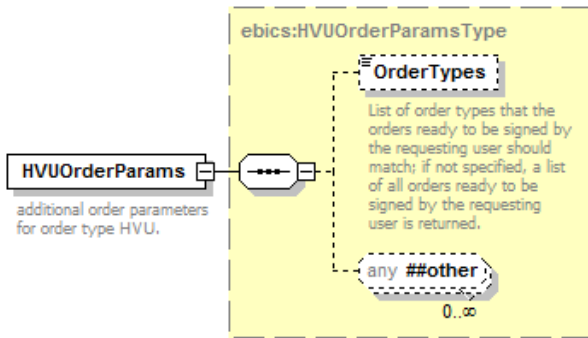 ebics:HVUOrderParamsType
OrderTypes
List of order types that the
orders ready to be signed by
the requesting user should
match; if not specified, a list
of all orders ready to be
signed by the requesting
user is returned.
HVUOrderParams
additional order parameters
for order type HVU.
any ##other
0..∞